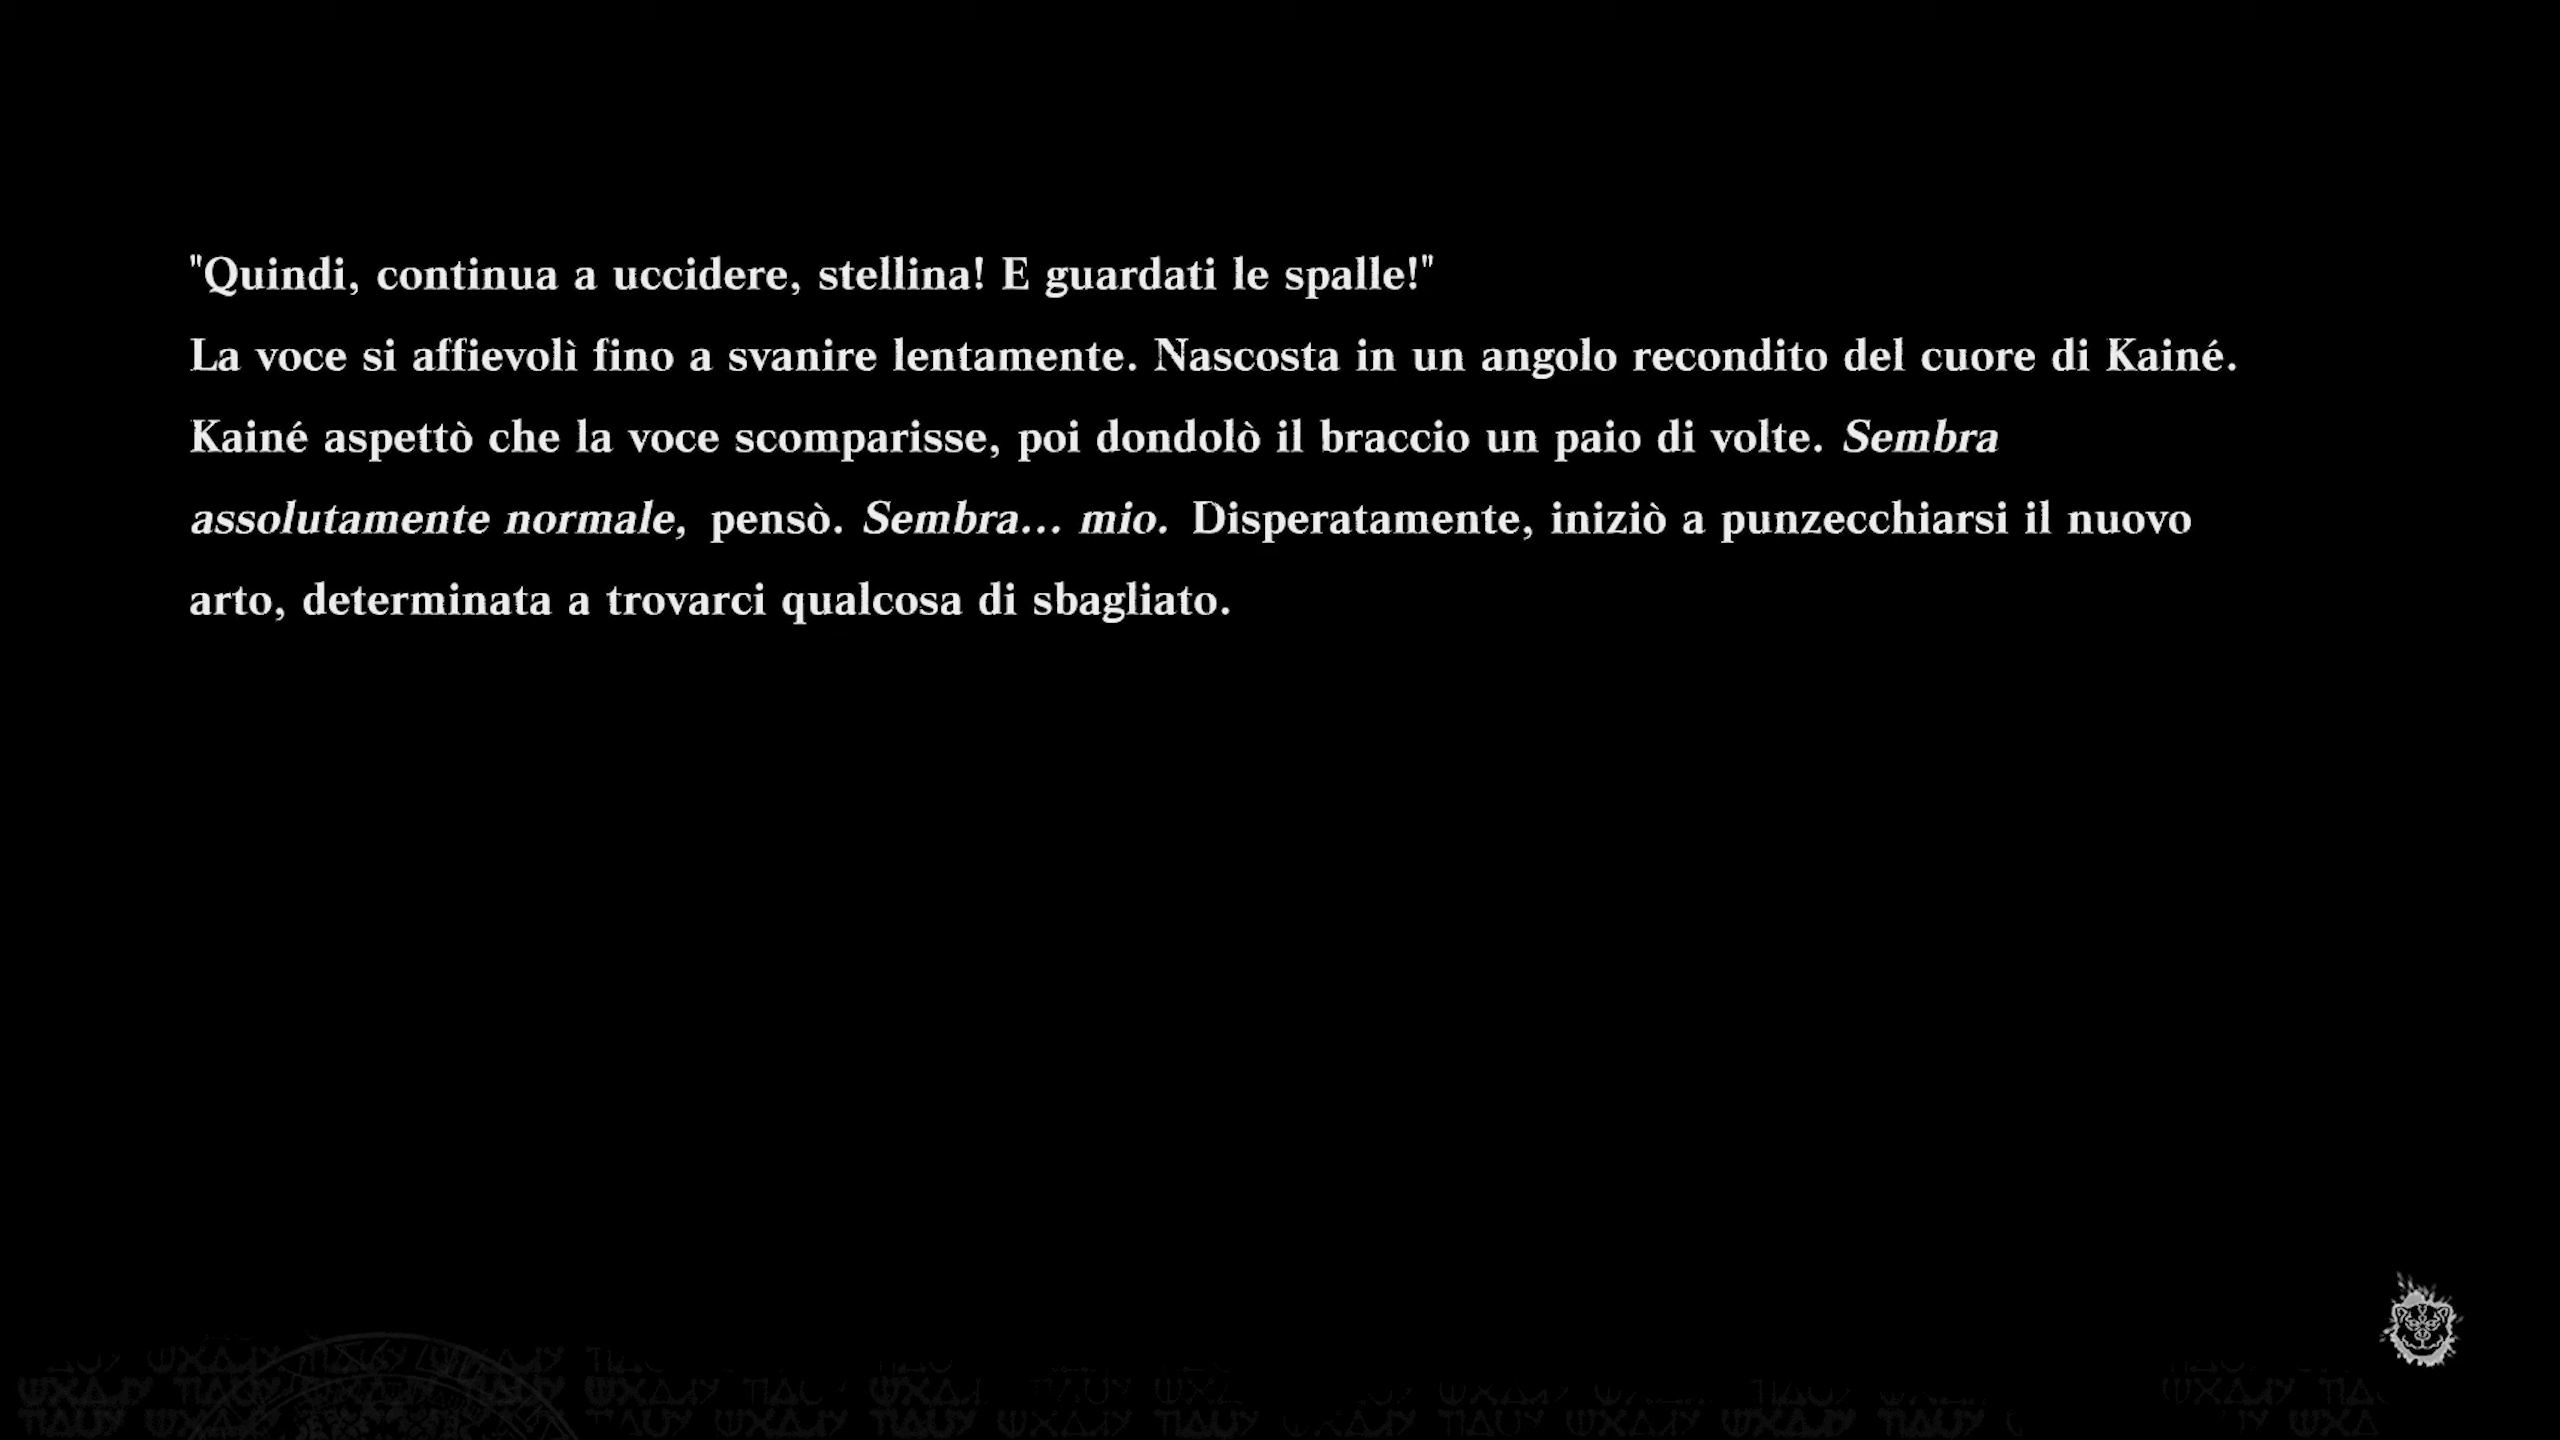 "Quindi, continua a uccidere, stellina! E guardati le spalle!"
La voce si affievolì fino a svanire lentamente. Nascosta in un angolo recondito del cuore di Kainé.
Kainé aspettò che la voce scomparisse, poi dondolò il braccio un paio di volte. Sembra
assolutamente normale, pensò. Sembra... mio. Disperatamente, iniziò a punzecchiarsi il nuovo
arto, determinata a trovarci qualcosa di sbagliato.